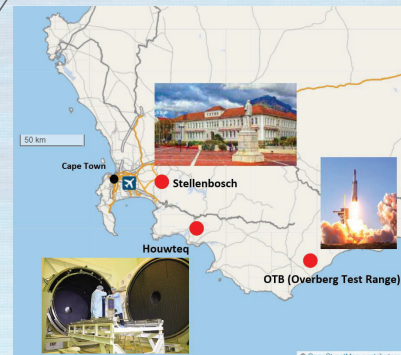 50 km
Cape Town
Stellenbosch
Houwteq
OTB (Overberg Test Range)